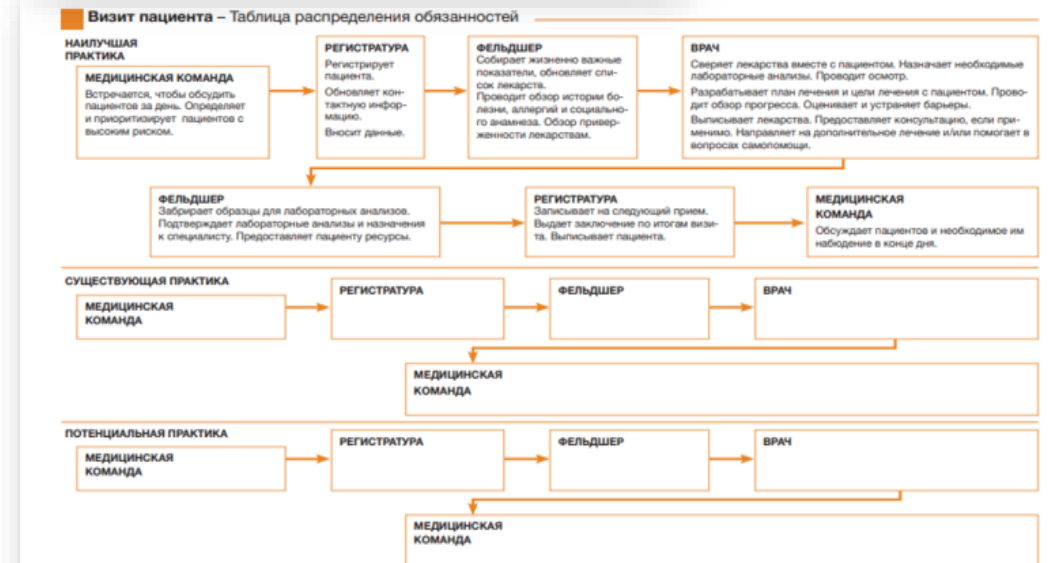 Визит пациента – Таблица распределения обязанностей
НАИЛУЧШАЯ
ПРАКТИКА
МЕДИЦИНСКАЯ КОМАНДА
Встречается, чтобы обсудить
пациентов за день. Определяет
и приоритизирует пациентов с
высоким риском.
РЕГИСТРАТУРА
Регистрирует
пациента.
Обновляет кон-
тактную инфор-
мацию.
Вносит данные.
ФЕЛЬДШЕР
Собирает жизненно важные
показатели, обновляет спи-
сок лекарств.
Проводит обзор истории бо-
лезни, аллергий и социально-
го анамнеза. Обзор привер-
женности лекарствам.
ВРАЧ
Сверяет лекарства вместе с пациентом. Назначает необходимые
лабораторные анализы. Проводит осмотр.
Разрабатывает план лечения и цели лечения с пациентом. Прово-
дит обзор прогресса. Оценивает и устраняет барьеры.
Выписывает лекарства. Предоставляет консультацию, если при-
менимо. Направляет на дополнительное лечение и/или помогает в
вопросах самопомощи.
ФЕЛЬДШЕР
Забрирает образцы для лабораторных анализов.
Подтверждает лабораторные анализы и назначения
к специалисту. Предоставляет пациенту ресурсы.
РЕГИСТРАТУРА
Записывает на следующий прием.
Выдает заключение по итогам визи-
та. Выписывает пациента.
МЕДИЦИНСКАЯ
КОМАНДА
Обсуждает пациентов и необходимое им
набюдение в конце дня.
СУЩЕСТВУЮЩАЯ ПРАКТИКА
МЕДИЦИНСКАЯ
КОМАНДА
РЕГИСТРАТУРА
ФЕЛЬДШЕР
ВРАЧ
МЕДИЦИНСКАЯ
КОМАНДА
ПОТЕНЦИАЛЬНАЯ ПРАКТИКА
МЕДИЦИНСКАЯ
КОМАНДА
РЕГИСТРАТУРА
ФЕЛЬДШЕР
ВРАЧ
МЕДИЦИНСКАЯ
КОМАНДА